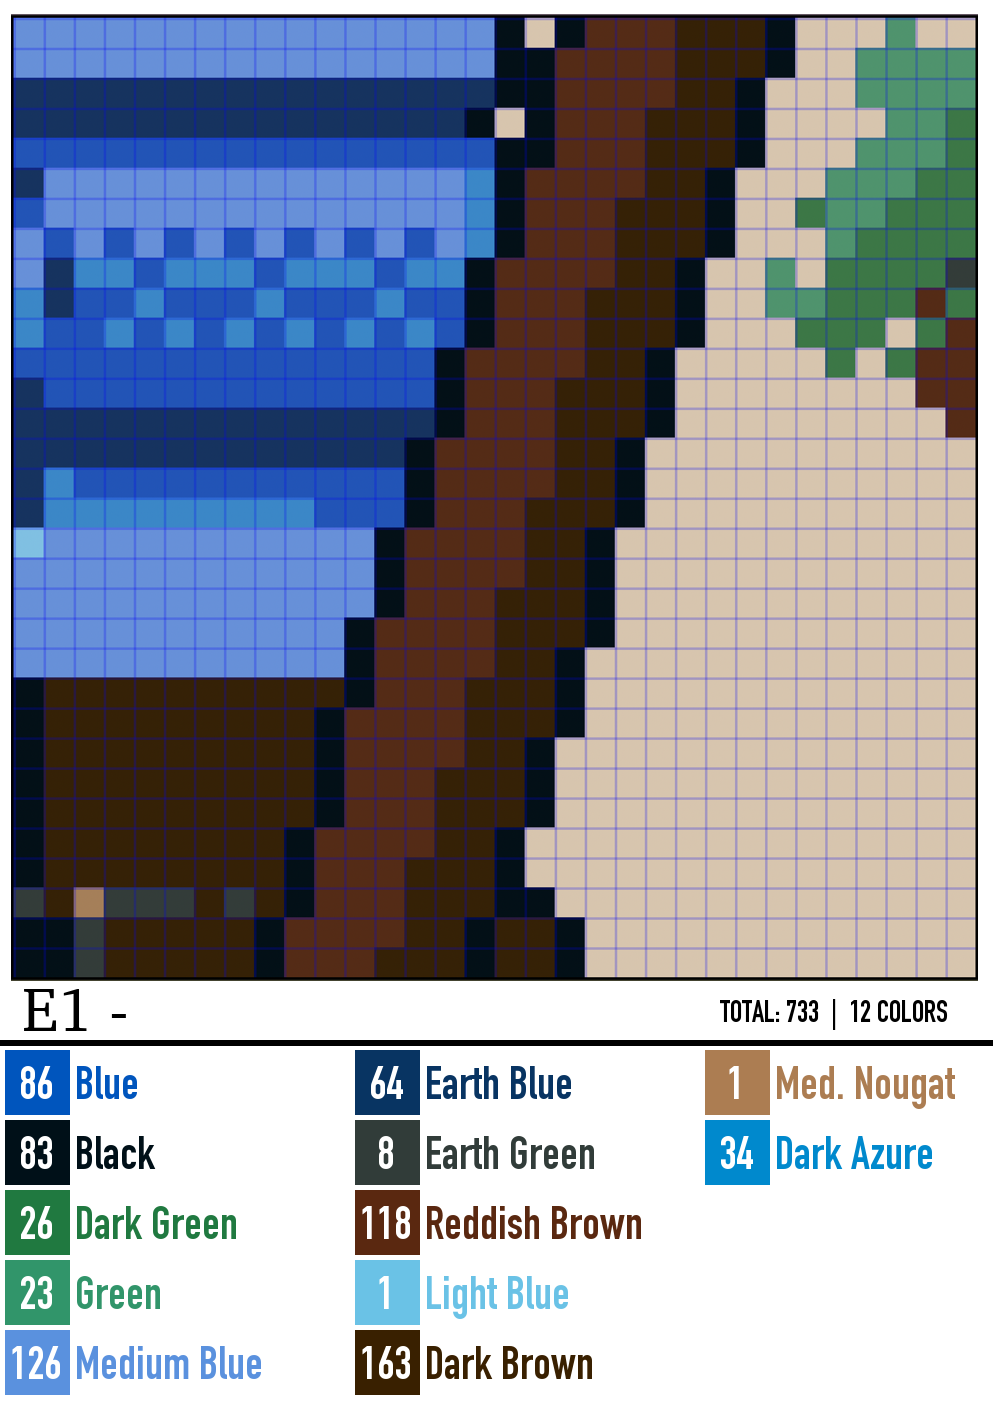 E1 -
TOTAL: 733 | 12 COLORS
86 Blue
83 Black
26 Dark Green
23 Green
126 Medium Blue
64 Earth Blue
8 Earth Green
118 Reddish Brown
1 Light Blue
163 Dark Brown
1 Med. Nougat
34 Dark Azure